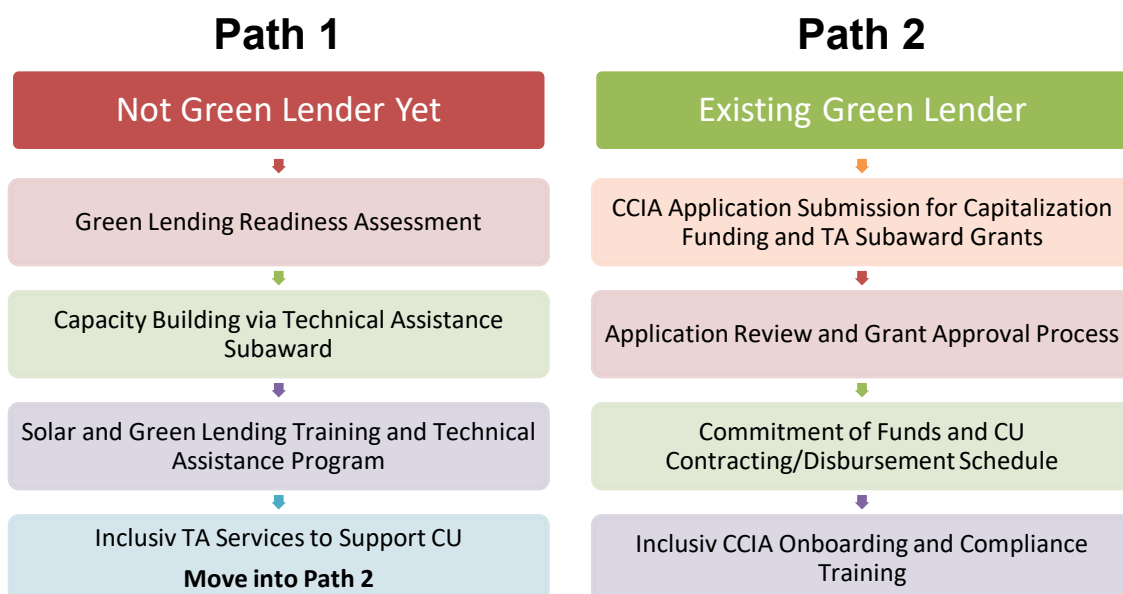 Path 1
Not Green Lender Yet
Green Lending Readiness Assessment
Capacity Building via Technical Assistance
Subaward
Solar and Green Lending Training and Technical
Assistance Program
Inclusiv TA Services to Support CU
Move into Path 2
Path 2
Existing Green Lender
CCIA Application Submission for Capitalization
Funding and TA Subaward Grants
Application Review and Grant Approval Process
Commitment of Funds and CU
Contracting/Disbursement Schedule
Inclusiv CCIA Onboarding and Compliance
Training